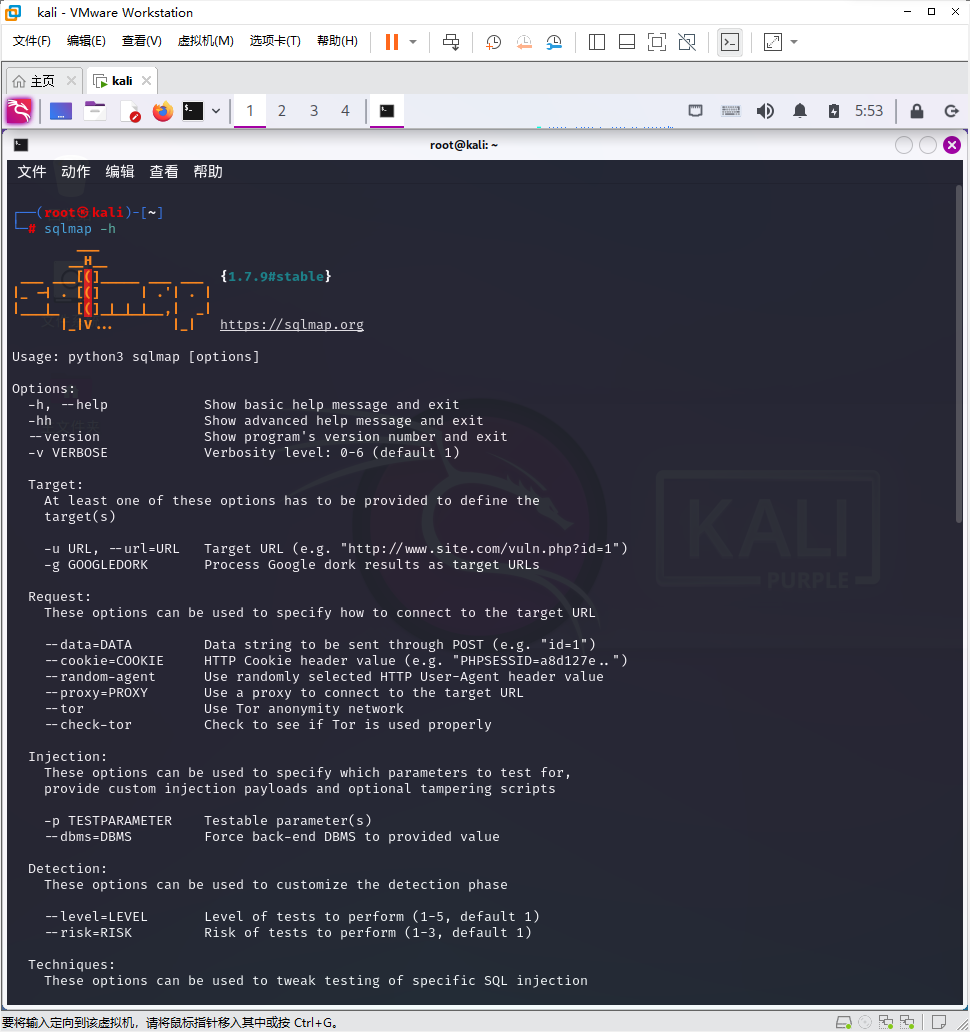 kali - VMware Workstation
文件(F) 编辑(E) 查看(V) 虚拟机(M) 选项卡(T) 帮助(H)
主页 kali
1 2 3 4 5:53
root@kali: ~
文件 动作 编辑 查看 帮助
┌──(root㉿kali)-[~]
└─# sqlmap -h
        ___
       __H__
 ___ ___[(]_____ ___ ___  {1.7.9#stable}
|_ -| . [(]     | .'| . |
|___|_  [(]_|_|_|__,|  _|
      |_|V...       |_|   https://sqlmap.org
Usage: python3 sqlmap [options]
Options:
-h, --help Show basic help message and exit
-hh Show advanced help message and exit
--version Show program's version number and exit
-v VERBOSE Verbosity level: 0-6 (default 1)
Target:
At least one of these options has to be provided to define the
target(s)
-u URL, --url=URL Target URL (e.g. "http://www.site.com/vuln.php?id=1")
-g GOOGLEDORK Process Google dork results as target URLs
Request:
These options can be used to specify how to connect to the target URL
--data=DATA Data string to be sent through POST (e.g. "id=1")
--cookie=COOKIE HTTP Cookie header value (e.g. "PHPSESSID=a8d127e..")
--random-agent Use randomly selected HTTP User-Agent header value
--proxy=PROXY Use a proxy to connect to the target URL
--tor Use Tor anonymity network
--check-tor Check to see if Tor is used properly
Injection:
These options can be used to specify which parameters to test for,
provide custom injection payloads and optional tampering scripts
-p TESTPARAMETER Testable parameter(s)
--dbms=DBMS Force back-end DBMS to provided value
Detection:
These options can be used to customize the detection phase
--level=LEVEL Level of tests to perform (1-5, default 1)
--risk=RISK Risk of tests to perform (1-3, default 1)
Techniques:
These options can be used to tweak testing of specific SQL injection
KALI
PURPLE
要将输入定向到该虚拟机，请将鼠标指针移入其中或按 Ctrl+G。